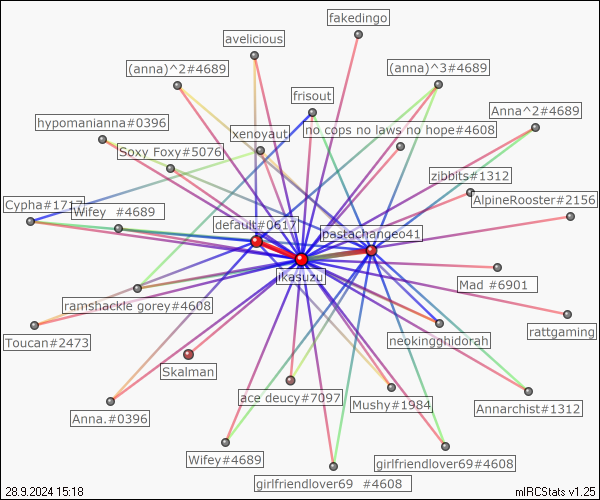 fakedingo
avelicious
(anna)^2#4689
(anna)^3#4689
frisout
Anna^2#4689
hypomanianna#0396
xenoyaut
no cops no laws no hope#4608
Soxy Foxy#5076
zibbits#1312
AlpineRooster#2156
Cypha#1717
Wifey   #4689
default#0617
pastachangeo41
ikasuzu
Mad #6901
ramshackle gorey#4608
rattgaming
Toucan#2473
neokingghidorah
Skalman
ace deucy#7097
Mushy#1984
Annarchist#1312
Anna.#0396
Wifey#4689
girlfriendlover69#4608
girlfriendlover69   #4608
28.9.2024 15:18
mIRCStats v1.25